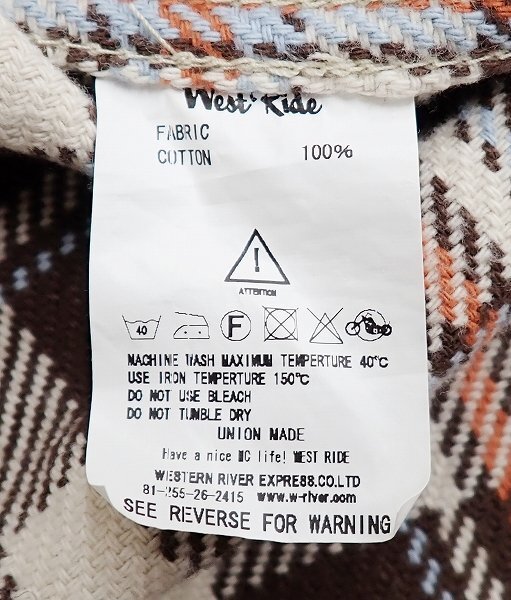 West Ride
FABRIC
COTTON 100%
!
ATTENTION
40 F
MACHINE WASH MAXIMUM TEMPERTURE 40℃
USE IRON TEMPERTURE 150℃
DO NOT USE BLEACH
DO NOT TUMBLE DRY
UNION MADE
Have a nice MC life! WEST RIDE
WESTERN RIVER EXPRESS.CO.LTD
81-255-26-2415 www.w-river.com
SEE REVERSE FOR WARNING